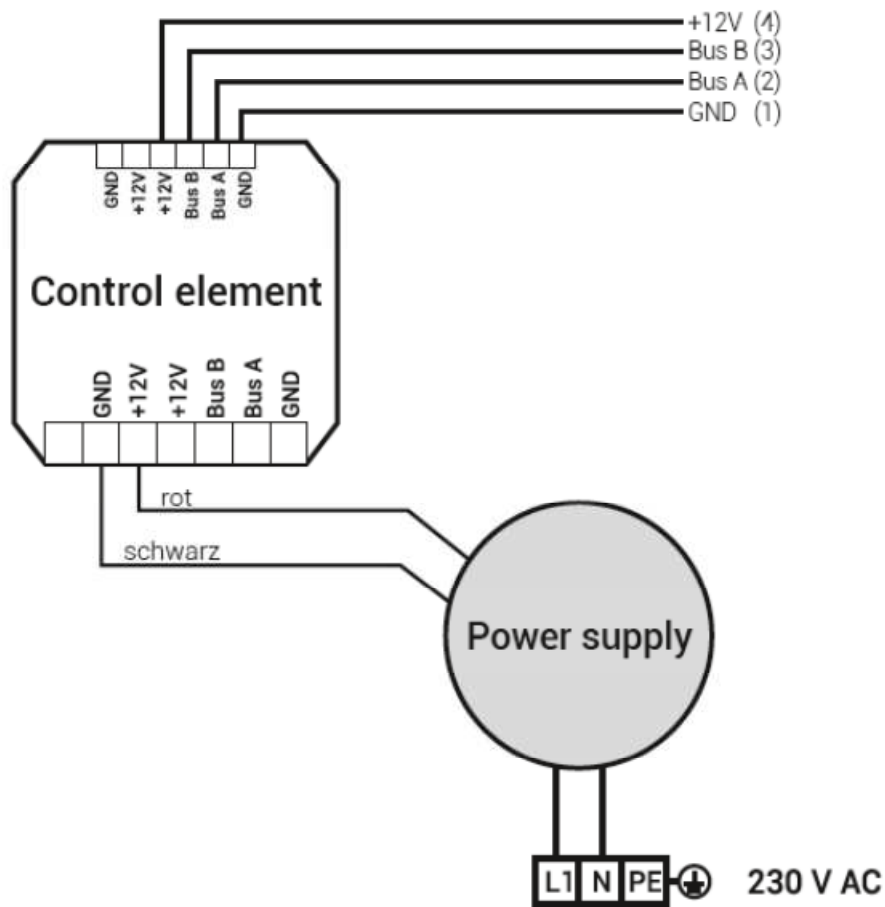 +12V (4)
Bus B (3)
Bus A (2)
GND (1)
GND +12V +12V Bus B Bus A GND
Control element
GND +12V +12V Bus B Bus A GND
rot
schwarz
Power supply
L1 N PE 230 V AC